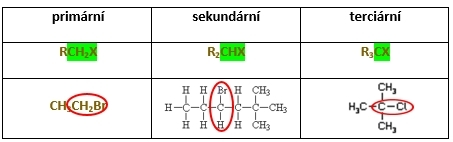 primární
sekundární
terciární
RCH₂X
R₂CHX
R₃CX
CH₃CH₂Br
H H Br H CH₃
H–C–C–C–C–C–CH₃
H H H H CH₃
CH₃
H₃C–C–Cl
CH₃